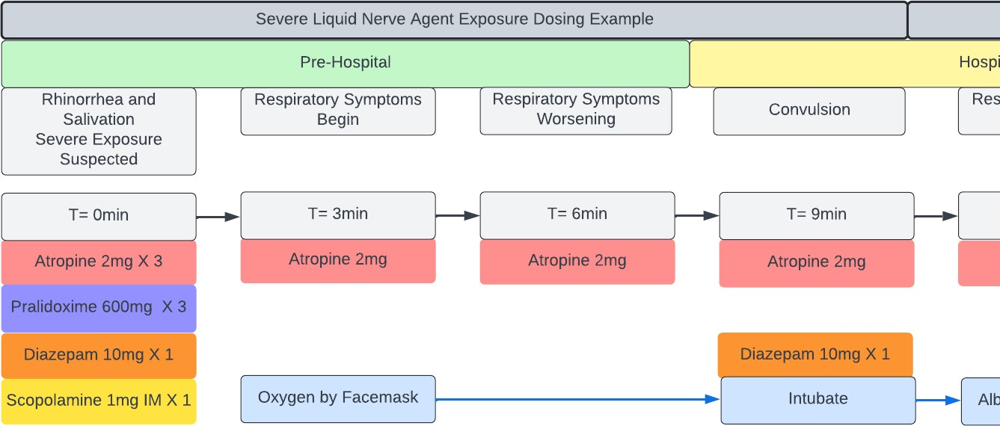 Severe Liquid Nerve Agent Exposure Dosing Example
Pre-Hospital
Rhinorrhea and
Salivation
Severe Exposure
Suspected
Respiratory Symptoms
Begin
Respiratory Symptoms
Worsening
Convulsion
T= 0min
T= 3min
T= 6min
T= 9min
Atropine 2mg X 3
Atropine 2mg
Atropine 2mg
Atropine 2mg
Pralidoxime 600mg  X 3
Diazepam 10mg X 1
Diazepam 10mg X 1
Scopolamine 1mg IM X 1
Oxygen by Facemask
Intubate